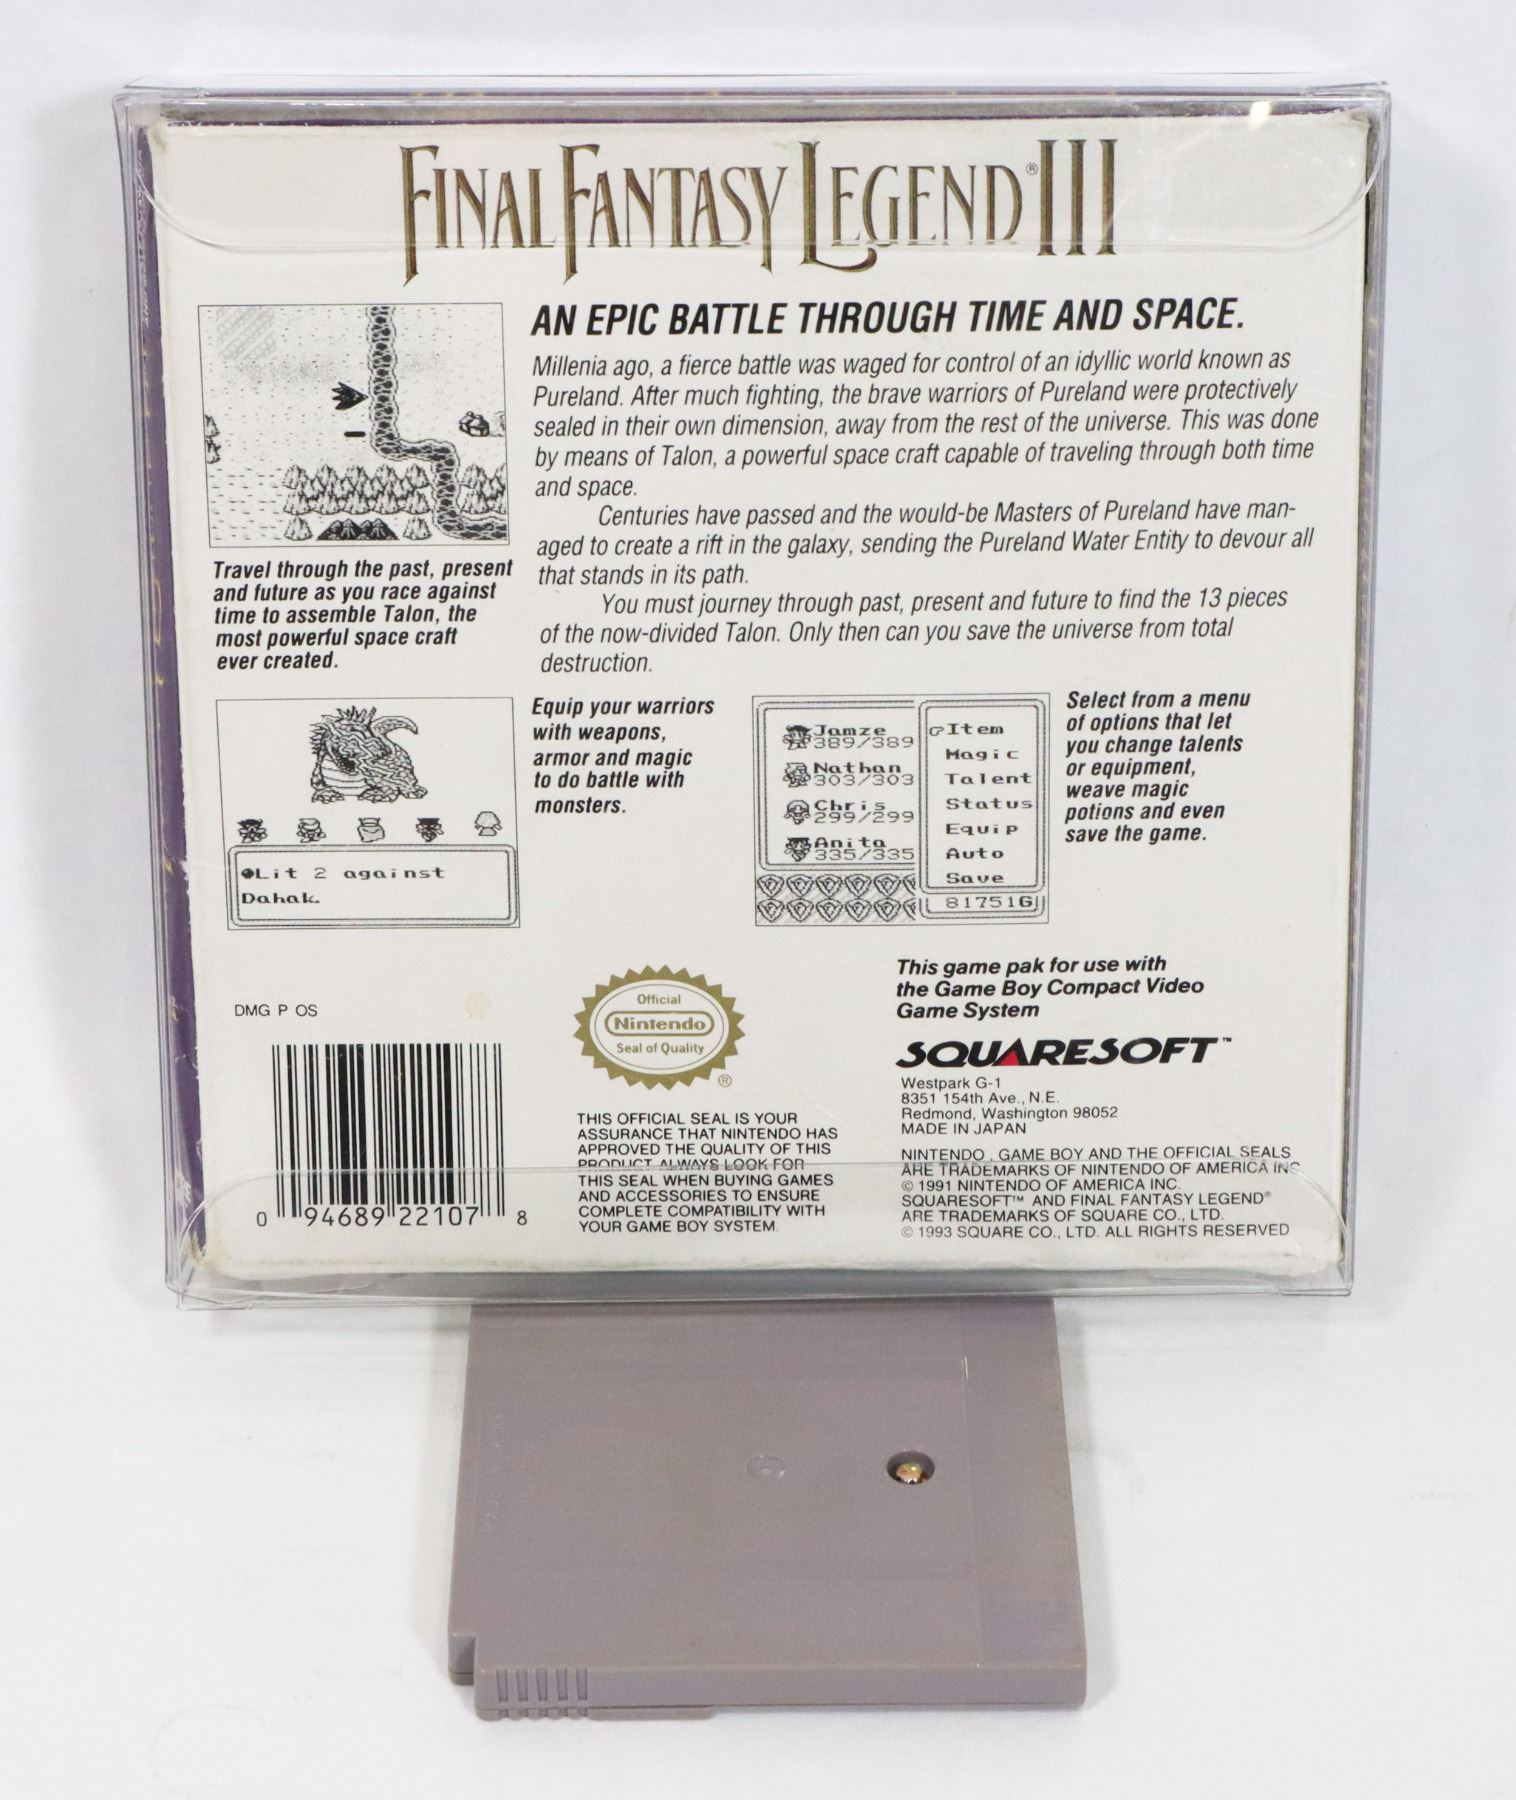 FINAL FANTASY LEGEND® III
AN EPIC BATTLE THROUGH TIME AND SPACE.
Millenia ago, a fierce battle was waged for control of an idyllic world known as
Pureland. After much fighting, the brave warriors of Pureland were protectively
sealed in their own dimension, away from the rest of the universe. This was done
by means of Talon, a powerful space craft capable of traveling through both time
and space.
Centuries have passed and the would-be Masters of Pureland have man-
aged to create a rift in the galaxy, sending the Pureland Water Entity to devour all
that stands in its path.
You must journey through past, present and future to find the 13 pieces
of the now-divided Talon. Only then can you save the universe from total
destruction.
Travel through the past, present
and future as you race against
time to assemble Talon, the
most powerful space craft
ever created.
Lit 2 against
Dahak.
Equip your warriors
with weapons,
armor and magic
to do battle with
monsters.
Jamze
389/389
Nathan
303/303
Chris
299/299
Anita
335/335
Item
Magic
Talent
Status
Equip
Auto
Save
81751G
Select from a menu
of options that let
you change talents
or equipment,
weave magic
potions and even
save the game.
DMG P OS
0 94689 22107 8
Official
Nintendo
Seal of Quality
®
THIS OFFICIAL SEAL IS YOUR
ASSURANCE THAT NINTENDO HAS
APPROVED THE QUALITY OF THIS
PRODUCT. ALWAYS LOOK FOR
THIS SEAL WHEN BUYING GAMES
AND ACCESSORIES TO ENSURE
COMPLETE COMPATIBILITY WITH
YOUR GAME BOY SYSTEM.
This game pak for use with
the Game Boy Compact Video
Game System
SQUARESOFT™
Westpark G-1
8351 154th Ave., N.E.
Redmond, Washington 98052
MADE IN JAPAN
NINTENDO, GAME BOY AND THE OFFICIAL SEALS
ARE TRADEMARKS OF NINTENDO OF AMERICA INC
© 1991 NINTENDO OF AMERICA INC.
SQUARESOFT™ AND FINAL FANTASY LEGEND®
ARE TRADEMARKS OF SQUARE CO., LTD.
© 1993 SQUARE CO., LTD. ALL RIGHTS RESERVED